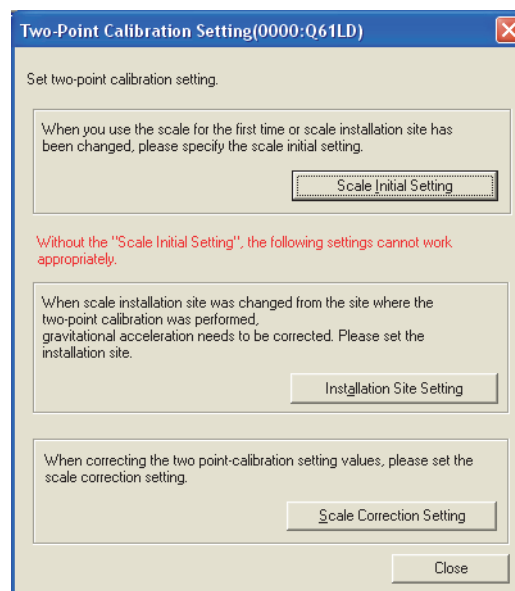 Two-Point Calibration Setting(0000:Q61LD)
Set two-point calibration setting.
When you use the scale for the first time or scale installation site has
been changed, please specify the scale initial setting.
Scale Initial Setting
Without the "Scale Initial Setting", the following settings cannot work
appropriately.
When scale installation site was changed from the site where the
two-point calibration was performed,
gravitational acceleration needs to be corrected. Please set the
installation site.
Installation Site Setting
When correcting the two point-calibration setting values, please set the
scale correction setting.
Scale Correction Setting
Close